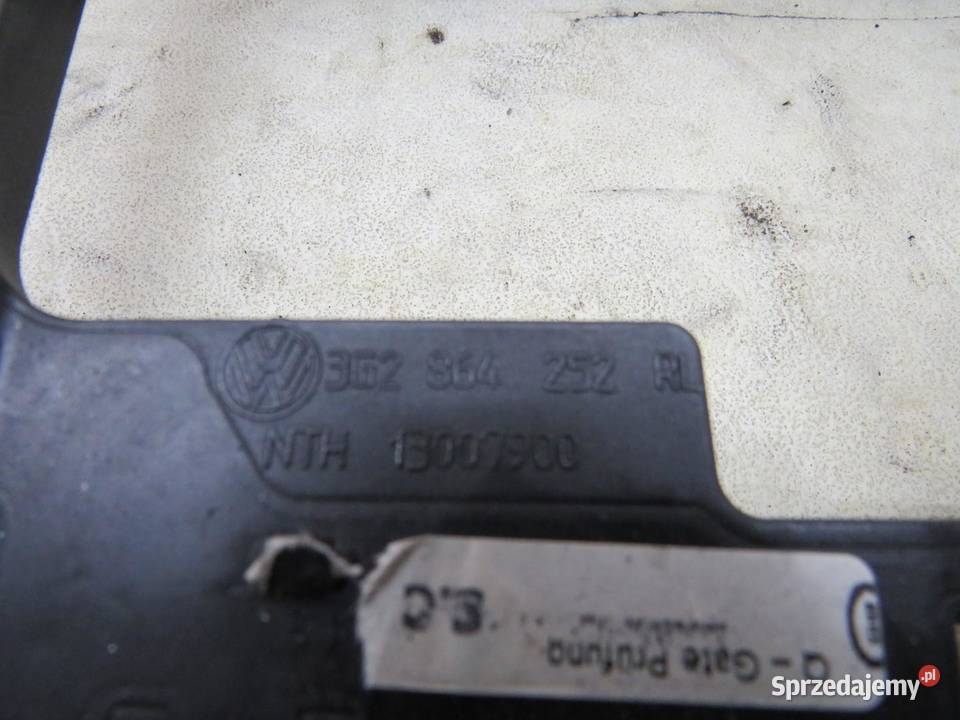 3G2 864 252 RL
NTH 13007900
S.C
Q - Gate Prüfung
Sprzedajemy.pl